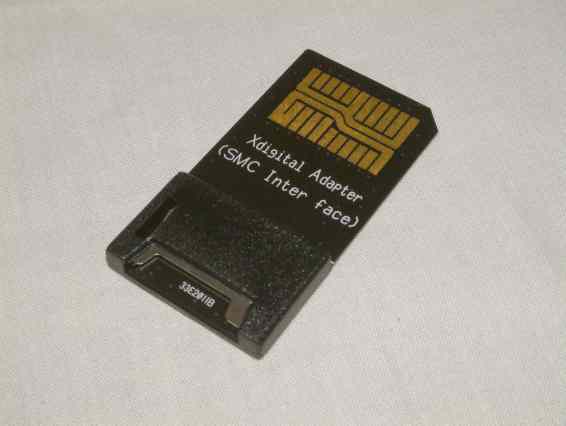 Xdigital Adapter
(SMC Inter face)
33E2011B